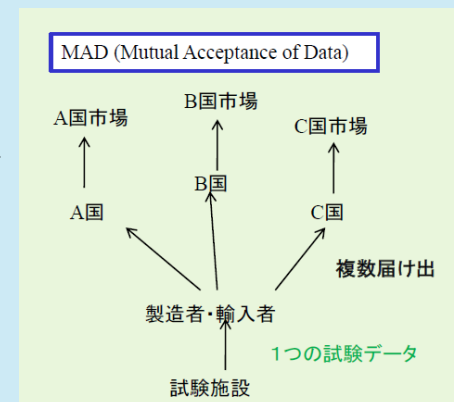 MAD (Mutual Acceptance of Data)
B国市場
A国市場
C国市場
B国
A国
C国
複数届け出
製造者・輸入者
1つの試験データ
試験施設